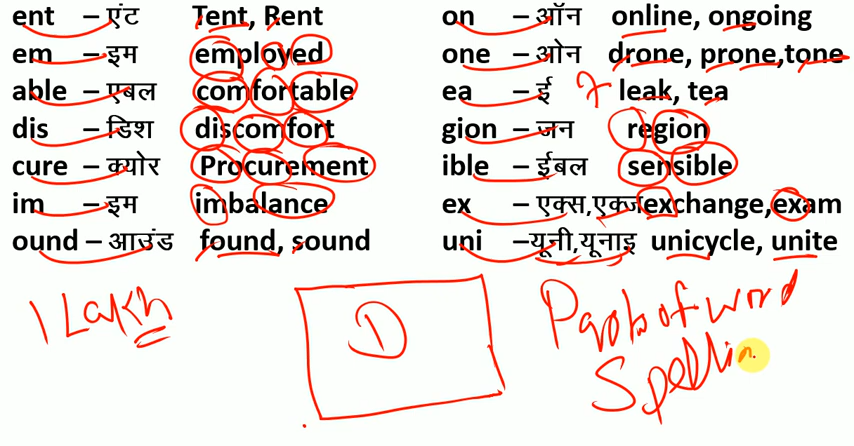 ent – एंट Tent, Rent
em – इम employed
able – एबल comfortable
dis – डिश discomfort
cure – क्योर Procurement
im – इम imbalance
ound – आउंड found, sound
on – ऑन online, ongoing
one – ओन drone, prone,tone
ea – ई leak, tea
gion – जन region
ible – ईबल sensible
ex – एक्स,एक्ज exchange,exam
uni – यूनी,यूनाइ unicycle, unite
1 Lakh
D
Parts of word
Spellin